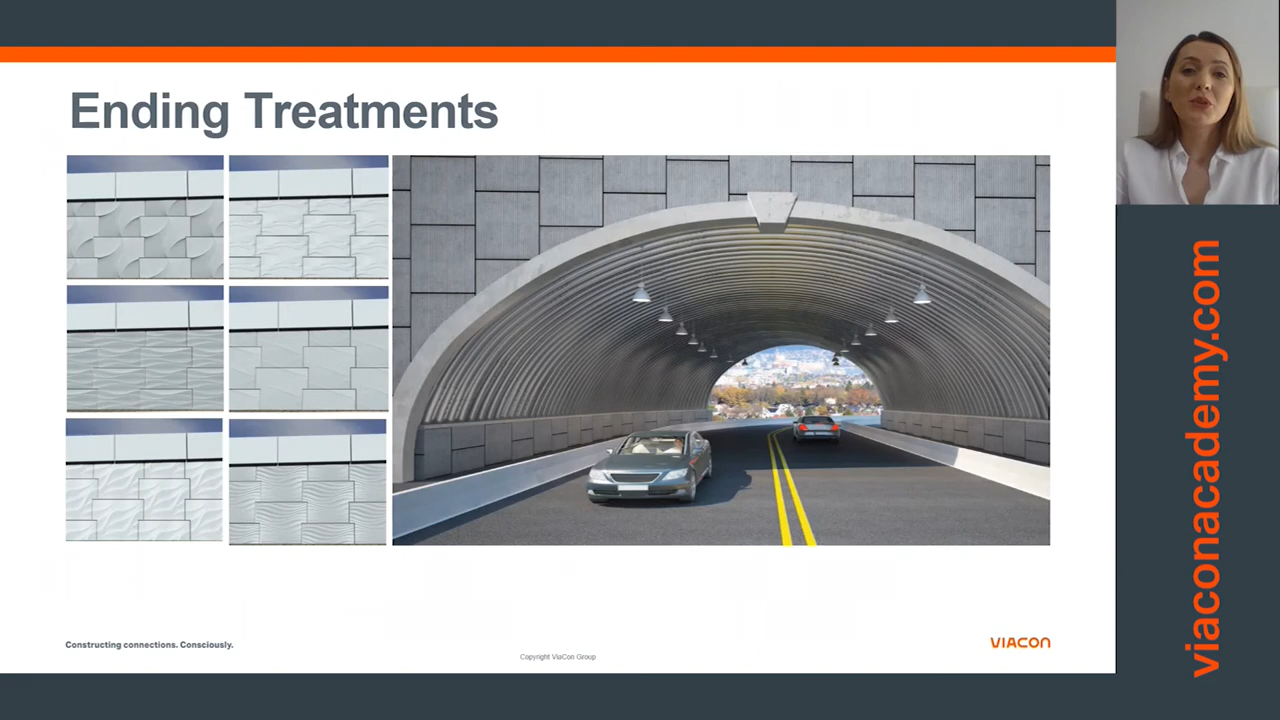 Ending Treatments
Constructing connections. Consciously.
Copyright ViaCon Group
VIACON
viaconacademy.com